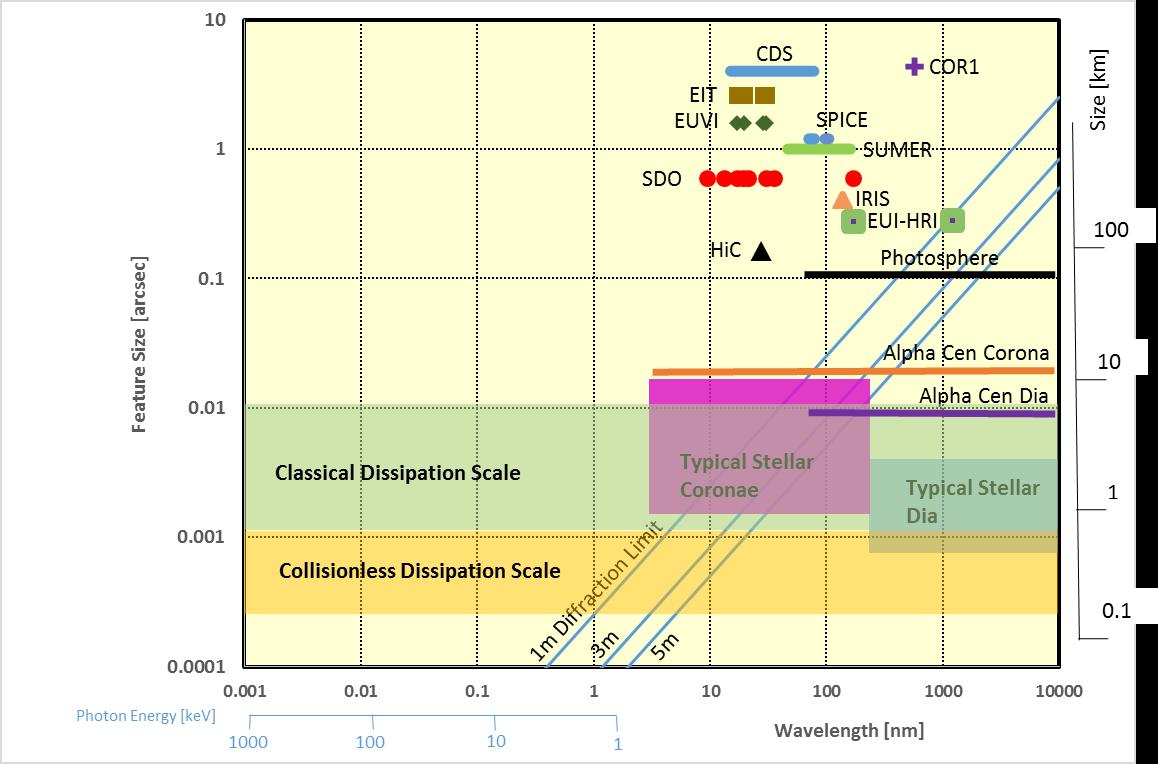 10
CDS
COR1
Size [km]
EIT
EUVI
SPICE
1
SUMER
SDO
IRIS
EUI-HRI
100
HiC
Photosphere
0.1
Feature Size [arcsec]
Alpha Cen Corona
10
Alpha Cen Dia
0.01
Classical Dissipation Scale
Typical Stellar
Coronae
Typical Stellar
Dia
1
0.001
Collisionless Dissipation Scale
1m Diffraction Limit
3m
5m
0.1
0.0001
0.001 0.01 0.1 1 10 100 1000 10000
Photon Energy [keV]
1000 100 10 1
Wavelength [nm]